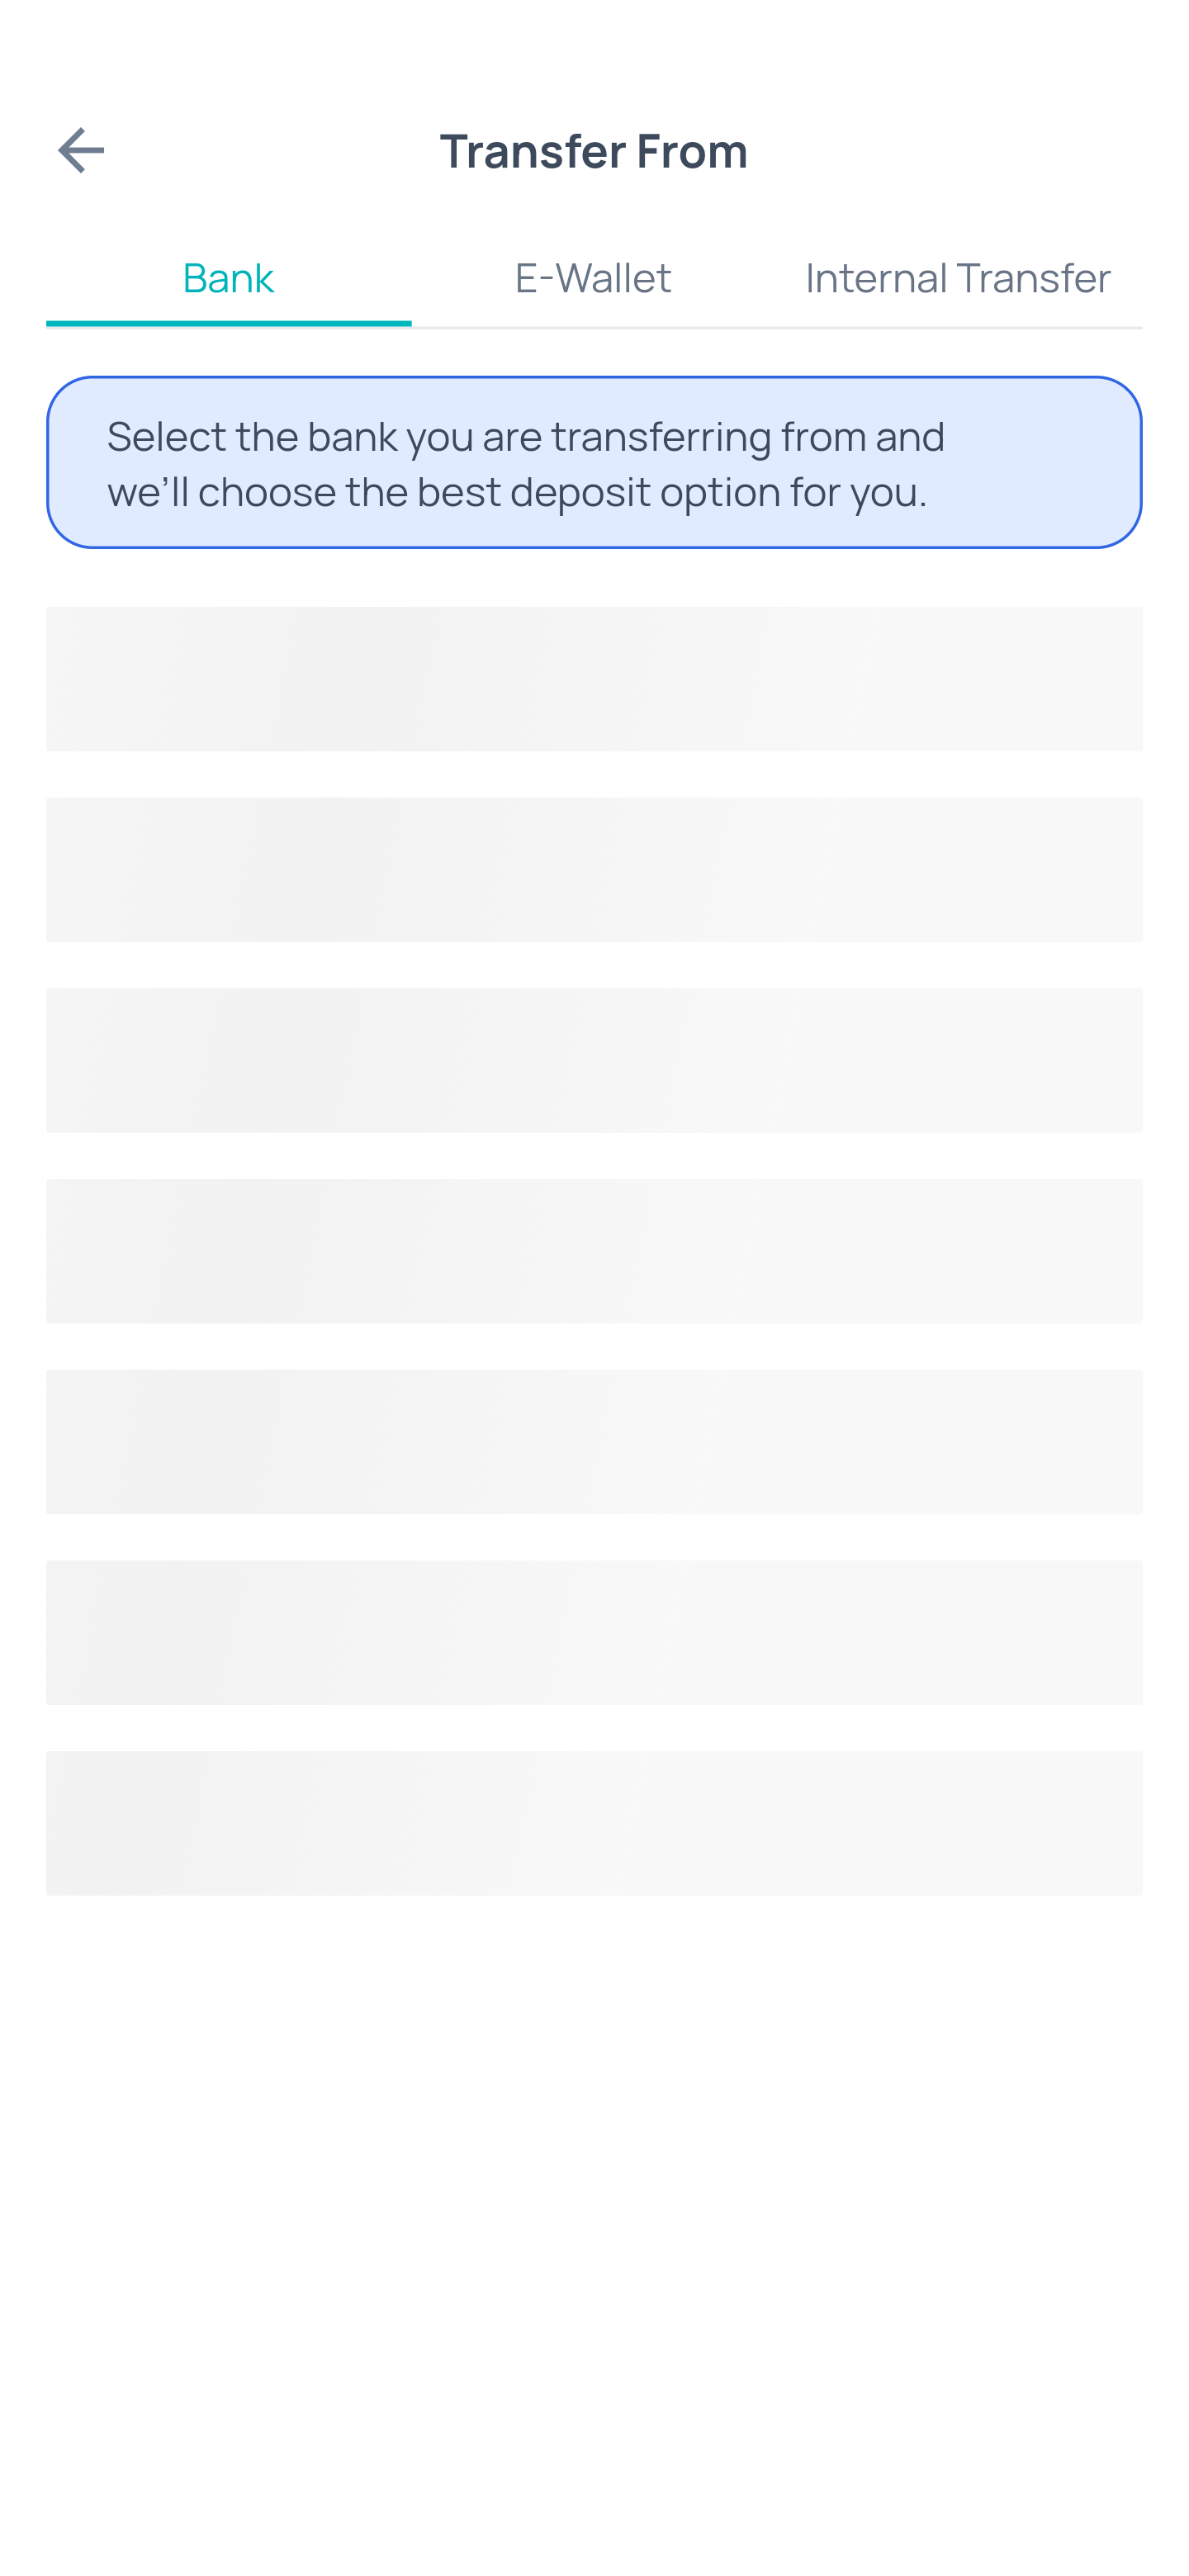 Transfer From
Bank
E-Wallet
Internal Transfer
Select the bank you are transferring from and
we’ll choose the best deposit option for you.